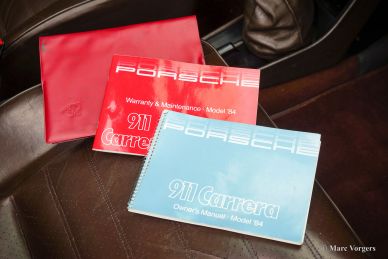 PORSCHE
Warranty & Maintenance · Model '84
911
Carrera
PORSCHE
911 Carrera
Owner's Manual · Model '84
© Marc Vorgers